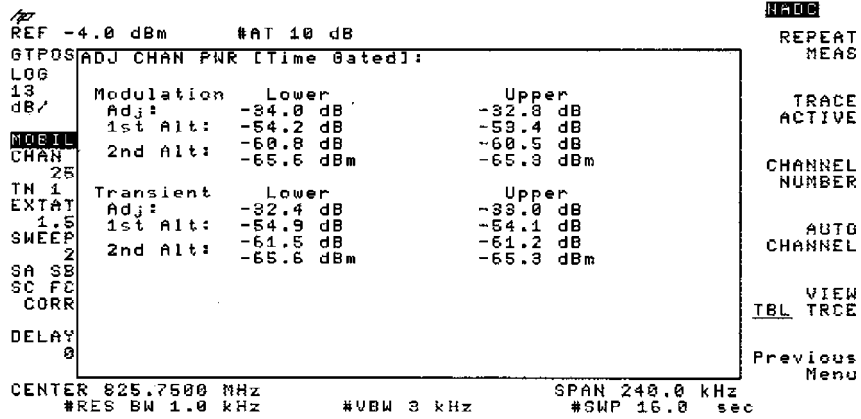 hp
REF -4.0 dBm #AT 10 dB
GTPOS
LOG
13
dB/
MOBIL
CHAN
25
TN 1
EXTAT
1.5
SWEEP
2
SA SB
SC FC
CORR
DELAY
0
ADJ CHAN PWR [Time Gated]:
Modulation Lower Upper
Adj: -34.0 dB -32.8 dB
1st Alt: -54.2 dB -53.4 dB
2nd Alt: -60.8 dB -60.5 dB
-65.6 dBm -65.3 dBm
Transient Lower Upper
Adj: -32.4 dB -33.0 dB
1st Alt: -54.9 dB -54.1 dB
2nd Alt: -61.5 dB -61.2 dB
-65.6 dBm -65.3 dBm
CENTER 825.7500 MHz SPAN 240.0 kHz
#RES BW 1.0 kHz #VBW 3 kHz #SWP 16.0 sec
NADC
REPEAT
MEAS
TRACE
ACTIVE
CHANNEL
NUMBER
AUTO
CHANNEL
VIEW
TBL TRCE
Previous
Menu